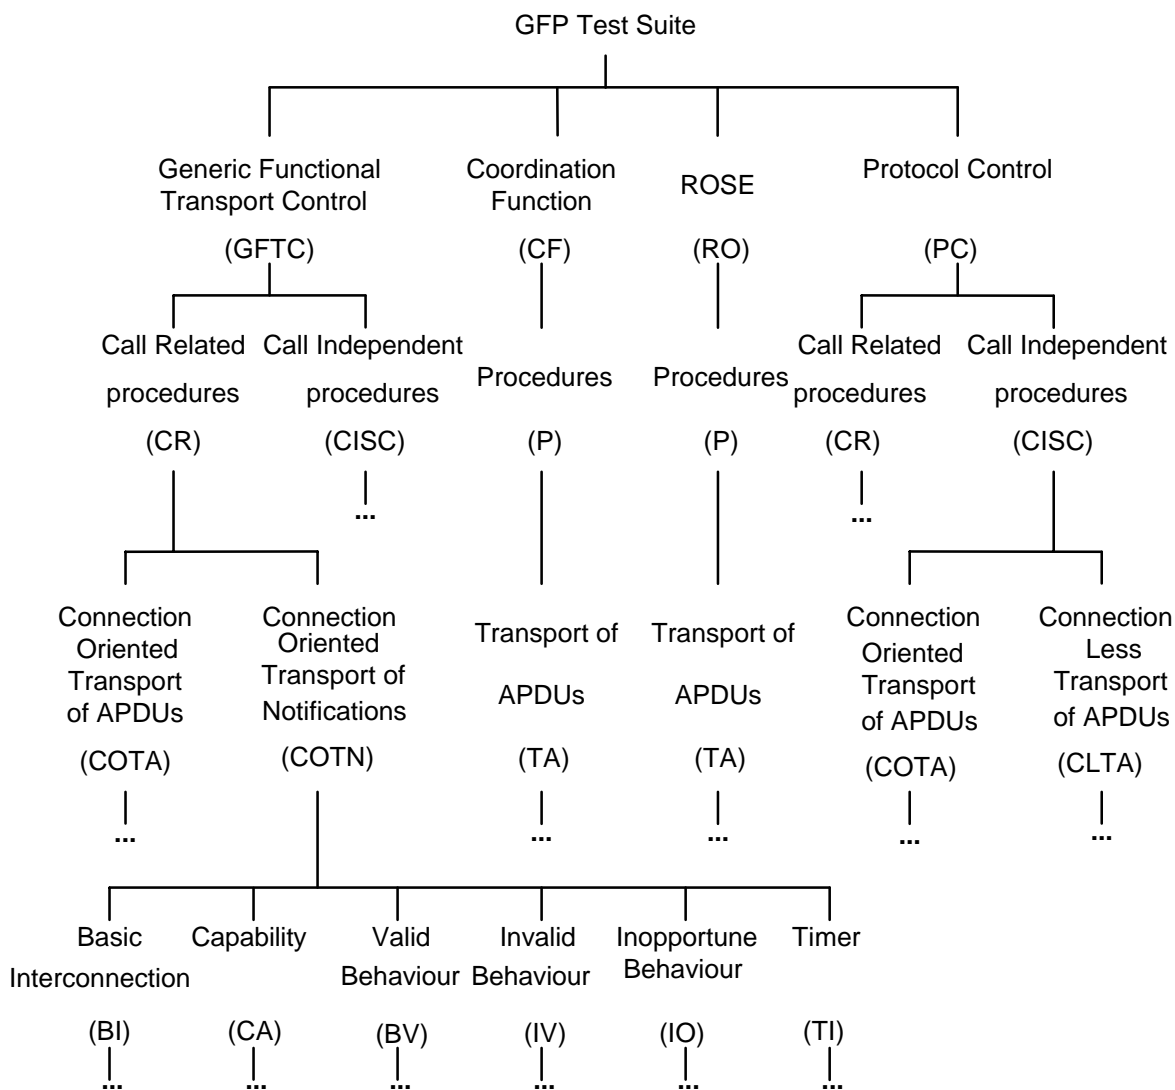 GFP Test Suite
Generic Functional
Transport Control
(GFTC)
Coordination
Function
(CF)
ROSE
(RO)
Protocol Control
(PC)
Call Related
procedures
(CR)
Call Independent
procedures
(CISC)
...
Procedures
(P)
Procedures
(P)
Call Related
procedures
(CR)
...
Call Independent
procedures
(CISC)
Connection
Oriented
Transport
of APDUs
(COTA)
...
Connection
Oriented
Transport of
Notifications
(COTN)
Transport of
APDUs
(TA)
...
Transport of
APDUs
(TA)
...
Connection
Oriented
Transport
of APDUs
(COTA)
...
Connection
Less
Transport
of APDUs
(CLTA)
...
Basic
Interconnection
(BI)
...
Capability
(CA)
...
Valid
Behaviour
(BV)
...
Invalid
Behaviour
(IV)
...
Inopportune
Behaviour
(IO)
...
Timer
(TI)
...